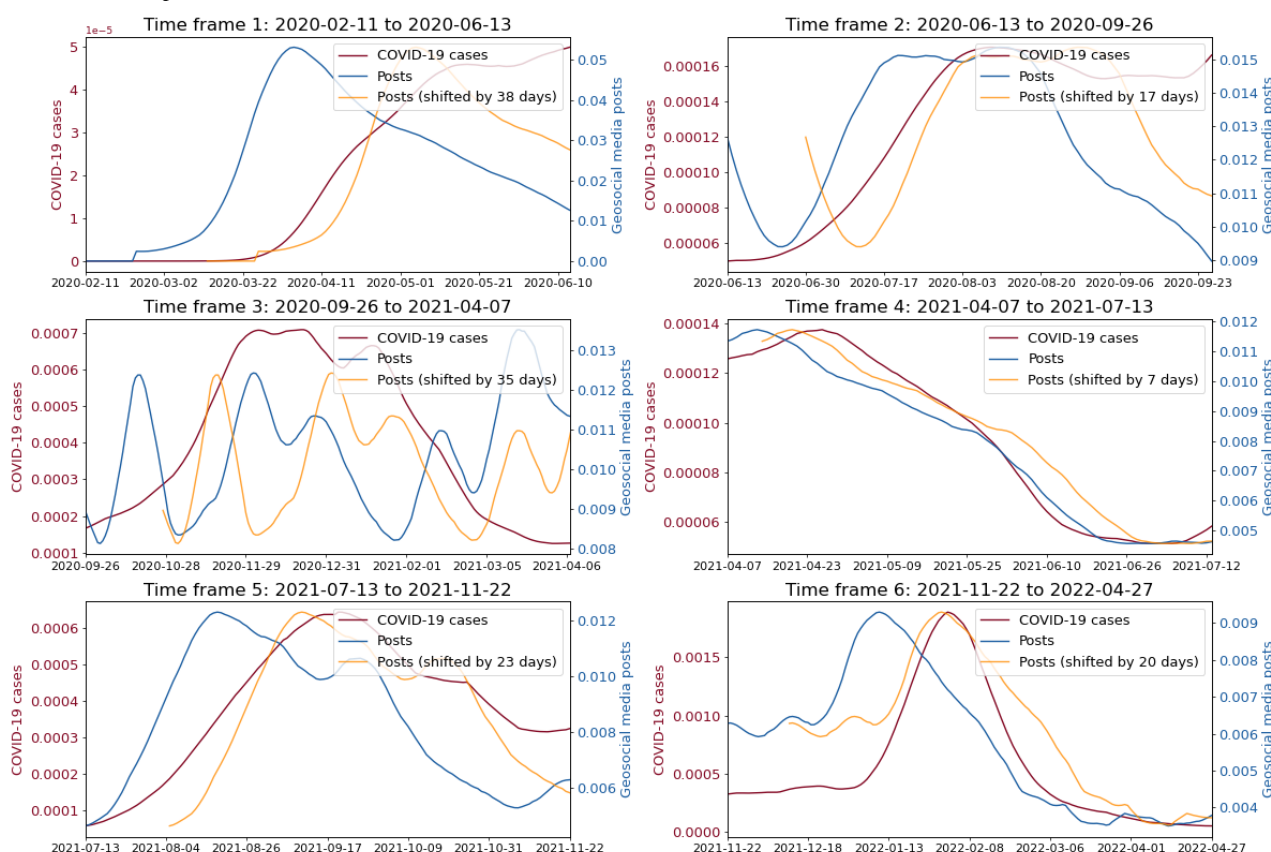 Time frame 1: 2020-02-11 to 2020-06-13
1e−5
COVID-19 cases
5
4
3
2
1
0
COVID-19 cases
Posts
Posts (shifted by 38 days)
0.05
0.04
0.03
0.02
0.01
0.00
Geosocial media posts
2020-02-11 2020-03-02 2020-03-22 2020-04-11 2020-05-01 2020-05-21 2020-06-10
Time frame 2: 2020-06-13 to 2020-09-26
COVID-19 cases
0.00016
0.00014
0.00012
0.00010
0.00008
0.00006
COVID-19 cases
Posts
Posts (shifted by 17 days)
0.015
0.014
0.013
0.012
0.011
0.010
0.009
Geosocial media posts
2020-06-13 2020-06-30 2020-07-17 2020-08-03 2020-08-20 2020-09-06 2020-09-23
Time frame 3: 2020-09-26 to 2021-04-07
COVID-19 cases
0.0007
0.0006
0.0005
0.0004
0.0003
0.0002
0.0001
COVID-19 cases
Posts
Posts (shifted by 35 days)
0.013
0.012
0.011
0.010
0.009
0.008
Geosocial media posts
2020-09-26 2020-10-28 2020-11-29 2020-12-31 2021-02-01 2021-03-05 2021-04-06
Time frame 4: 2021-04-07 to 2021-07-13
COVID-19 cases
0.00014
0.00012
0.00010
0.00008
0.00006
COVID-19 cases
Posts
Posts (shifted by 7 days)
0.012
0.011
0.010
0.009
0.008
0.007
0.006
0.005
Geosocial media posts
2021-04-07 2021-04-23 2021-05-09 2021-05-25 2021-06-10 2021-06-26 2021-07-12
Time frame 5: 2021-07-13 to 2021-11-22
COVID-19 cases
0.0006
0.0005
0.0004
0.0003
0.0002
0.0001
COVID-19 cases
Posts
Posts (shifted by 23 days)
0.012
0.010
0.008
0.006
Geosocial media posts
2021-07-13 2021-08-04 2021-08-26 2021-09-17 2021-10-09 2021-10-31 2021-11-22
Time frame 6: 2021-11-22 to 2022-04-27
COVID-19 cases
0.0015
0.0010
0.0005
0.0000
COVID-19 cases
Posts
Posts (shifted by 20 days)
0.009
0.008
0.007
0.006
0.005
0.004
Geosocial media posts
2021-11-22 2021-12-18 2022-01-13 2022-02-08 2022-03-06 2022-04-01 2022-04-27